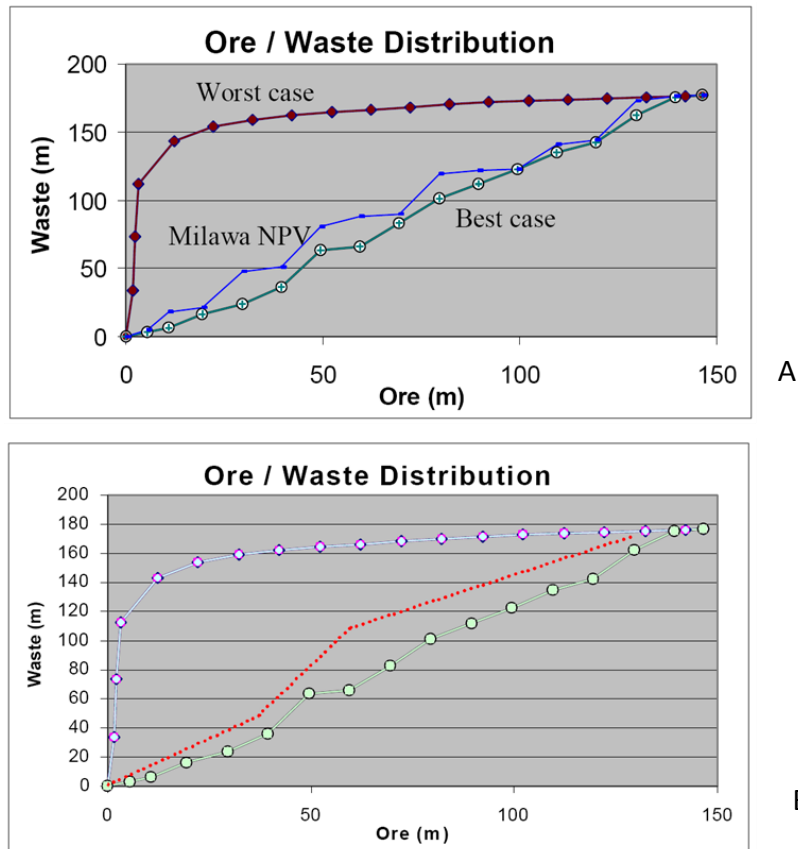 Ore / Waste Distribution
200
Worst case
150
Waste (m)
100
Milawa NPV
Best case
50
0
0 50 100 150
Ore (m)
A
Ore / Waste Distribution
200
180
160
140
120
Waste (m)
100
80
60
40
20
0
0 50 100 150
Ore (m)